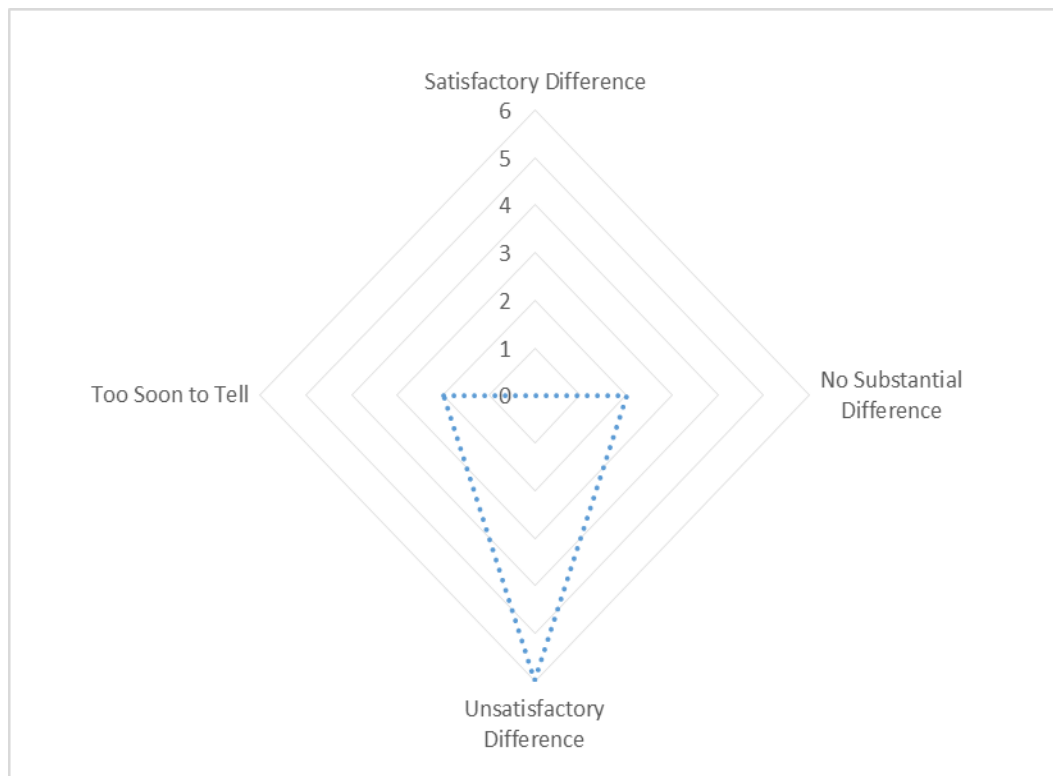 Satisfactory Difference
6
5
4
3
2
1
0
Too Soon to Tell
No Substantial
Difference
Unsatisfactory
Difference